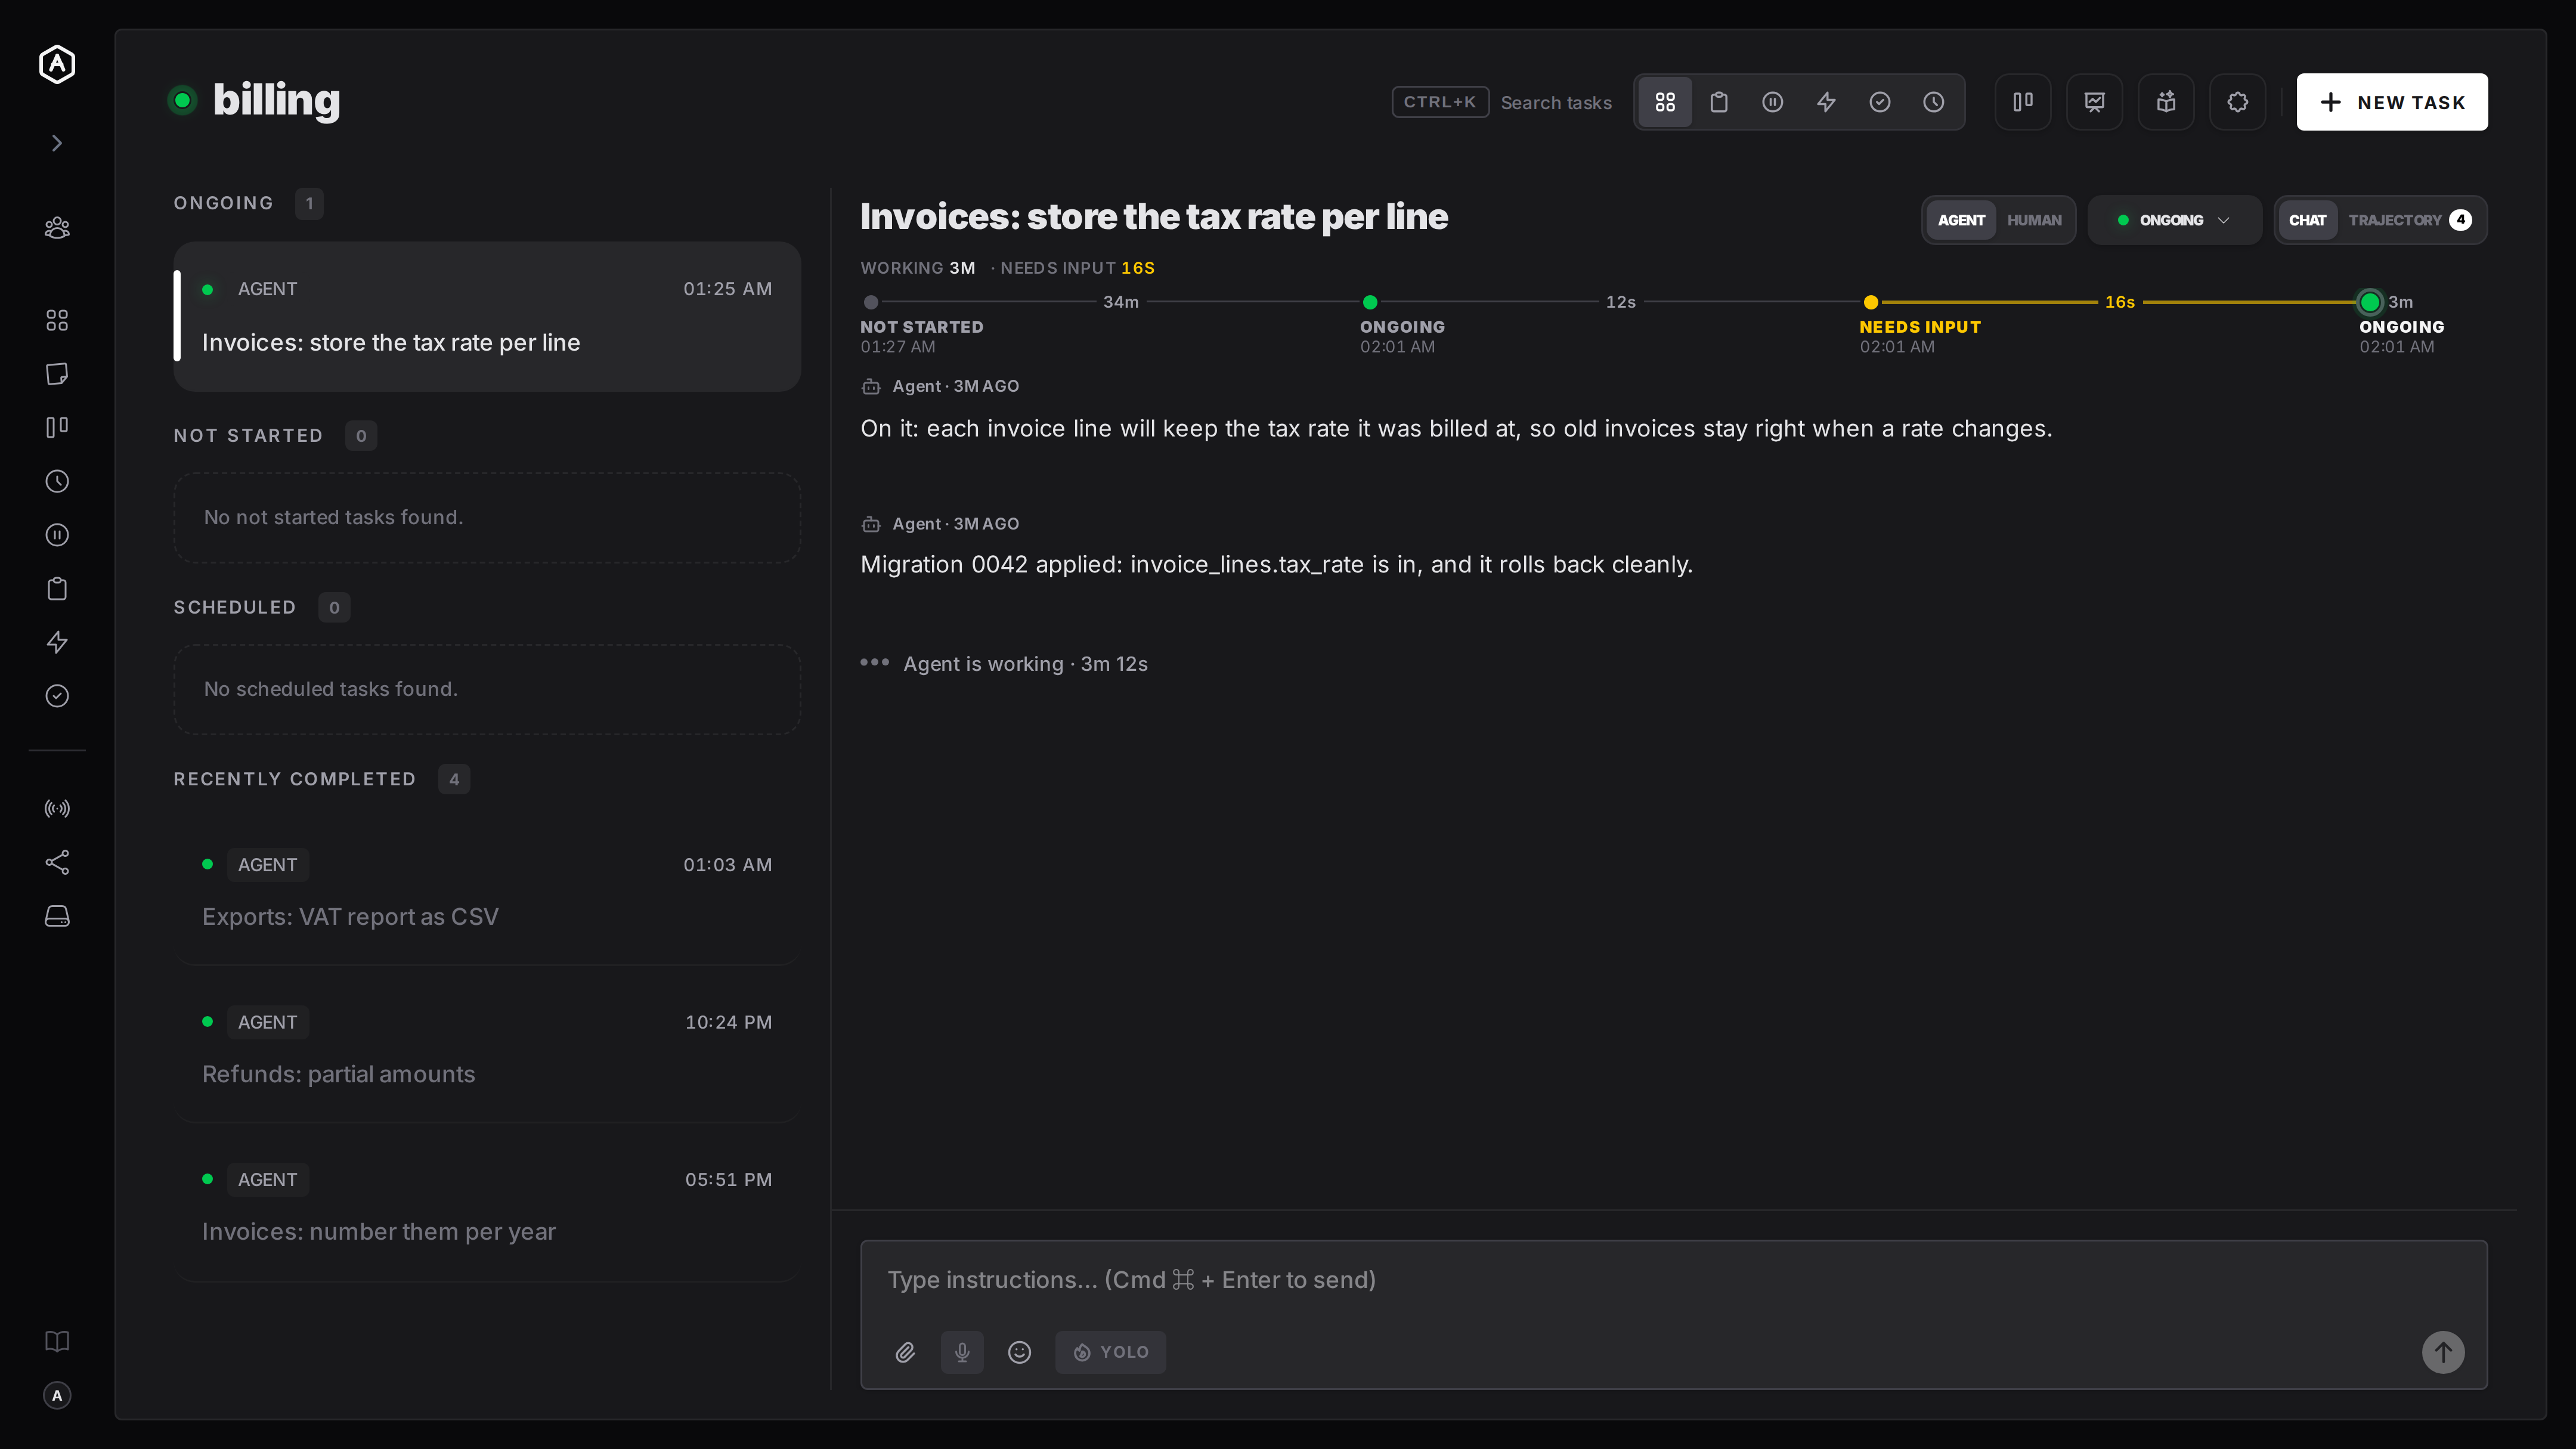 billing
CTRL+K Search tasks
NEW TASK
ONGOING 1
AGENT 01:25 AM
Invoices: store the tax rate per line
NOT STARTED 0
No not started tasks found.
SCHEDULED 0
No scheduled tasks found.
RECENTLY COMPLETED 4
AGENT 01:03 AM
Exports: VAT report as CSV
AGENT 10:24 PM
Refunds: partial amounts
AGENT 05:51 PM
Invoices: number them per year
A
Invoices: store the tax rate per line
AGENT HUMAN
ONGOING
CHAT TRAJECTORY 4
WORKING 3M · NEEDS INPUT 16S
34m 12s 16s 3m
NOT STARTED ONGOING NEEDS INPUT ONGOING
01:27 AM 02:01 AM 02:01 AM 02:01 AM
Agent · 3M AGO
On it: each invoice line will keep the tax rate it was billed at, so old invoices stay right when a rate changes.
Agent · 3M AGO
Migration 0042 applied: invoice_lines.tax_rate is in, and it rolls back cleanly.
Agent is working · 3m 12s
Type instructions... (Cmd ⌘ + Enter to send)
YOLO